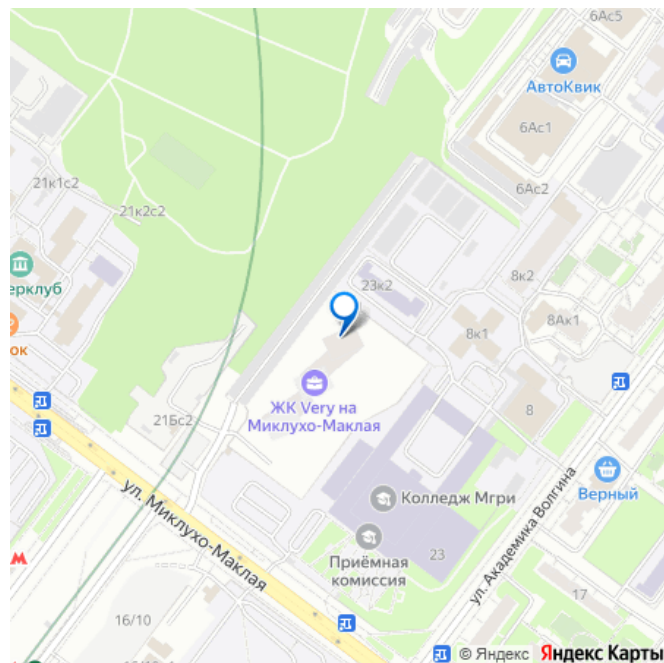 6Ас5
АвтоКвик
6Ас1
21к1с2
6Ас2
21к2с2
8к2
ерклуб
23к2
8Ак1
8к1
ок
ЖК Very на
Миклухо-Маклая
21Бс2
8
ул. Миклухо-Маклая
Колледж Мгри
Верный
ул. Академика Волгина
Приёмная
комиссия
23
17
16/10
© Яндекс Яндекс Карты